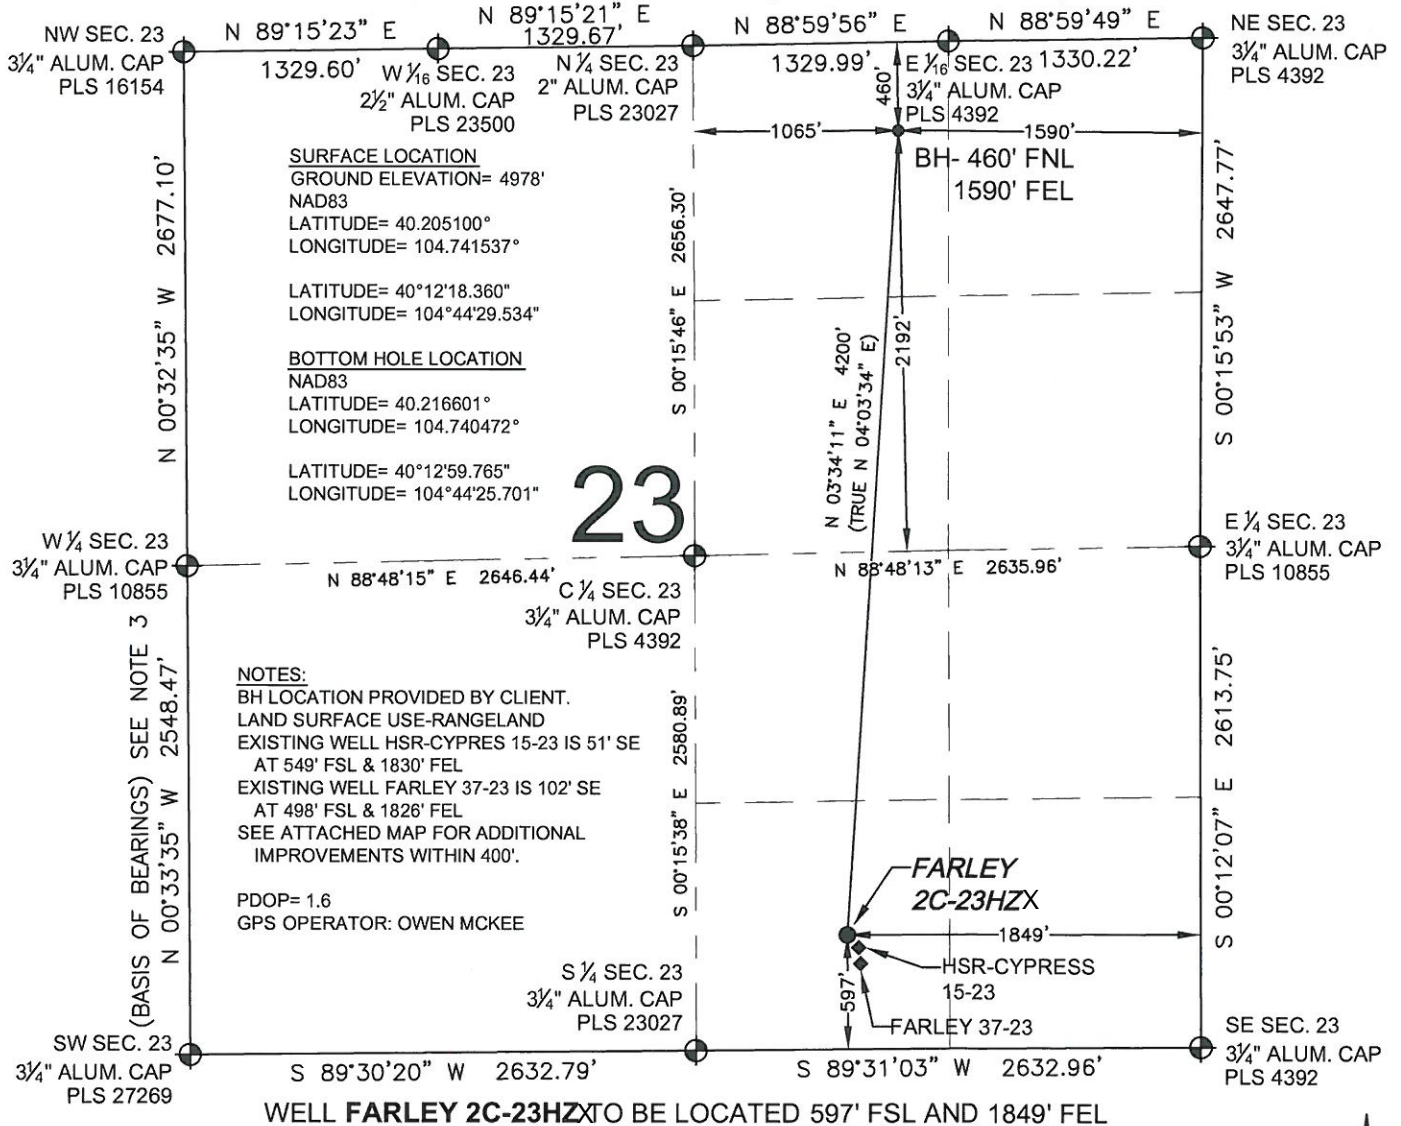 NW SEC. 23
3¼" ALUM. CAP
PLS 16154
N 89°15'23" E
1329.60'
W 1⁄16 SEC. 23
2½" ALUM. CAP
PLS 23500
N 89°15'21" E
1329.67'
N ¼ SEC. 23
2" ALUM. CAP
PLS 23027
N 88°59'56" E
1329.99'
E 1⁄16 SEC. 23
3¼" ALUM. CAP
PLS 4392
N 88°59'49" E
1330.22'
NE SEC. 23
3¼" ALUM. CAP
PLS 4392
460'
1065'
1590'
BH- 460' FNL
1590' FEL
SURFACE LOCATION
GROUND ELEVATION= 4978'
NAD83
LATITUDE= 40.205100°
LONGITUDE= 104.741537°
LATITUDE= 40°12'18.360"
LONGITUDE= 104°44'29.534"
BOTTOM HOLE LOCATION
NAD83
LATITUDE= 40.216601°
LONGITUDE= 104.740472°
LATITUDE= 40°12'59.765"
LONGITUDE= 104°44'25.701"
N 00°32'35" W 2677.10'
S 00°15'46" E 2656.30'
N 03°34'11" E 4200'
(TRUE N 04°03'34" E)
2192'
S 00°15'53" W 2647.77'
23
W ¼ SEC. 23
3¼" ALUM. CAP
PLS 10855
N 88°48'15" E 2646.44'
C ¼ SEC. 23
3¼" ALUM. CAP
PLS 4392
N 88°48'13" E 2635.96'
E ¼ SEC. 23
3¼" ALUM. CAP
PLS 10855
NOTES:
BH LOCATION PROVIDED BY CLIENT.
LAND SURFACE USE-RANGELAND
EXISTING WELL HSR-CYPRES 15-23 IS 51' SE
AT 549' FSL & 1830' FEL
EXISTING WELL FARLEY 37-23 IS 102' SE
AT 498' FSL & 1826' FEL
SEE ATTACHED MAP FOR ADDITIONAL
IMPROVEMENTS WITHIN 400'.
PDOP= 1.6
GPS OPERATOR: OWEN MCKEE
(BASIS OF BEARINGS) SEE NOTE 3
N 00°33'35" W 2548.47'
S 00°15'38" E 2580.89'
S 00°12'07" E 2613.75'
FARLEY
2C-23HZX
1849'
HSR-CYPRESS
15-23
597'
FARLEY 37-23
S ¼ SEC. 23
3¼" ALUM. CAP
PLS 23027
SW SEC. 23
3¼" ALUM. CAP
PLS 27269
S 89°30'20" W 2632.79'
S 89°31'03" W 2632.96'
SE SEC. 23
3¼" ALUM. CAP
PLS 4392
WELL FARLEY 2C-23HZX TO BE LOCATED 597' FSL AND 1849' FEL